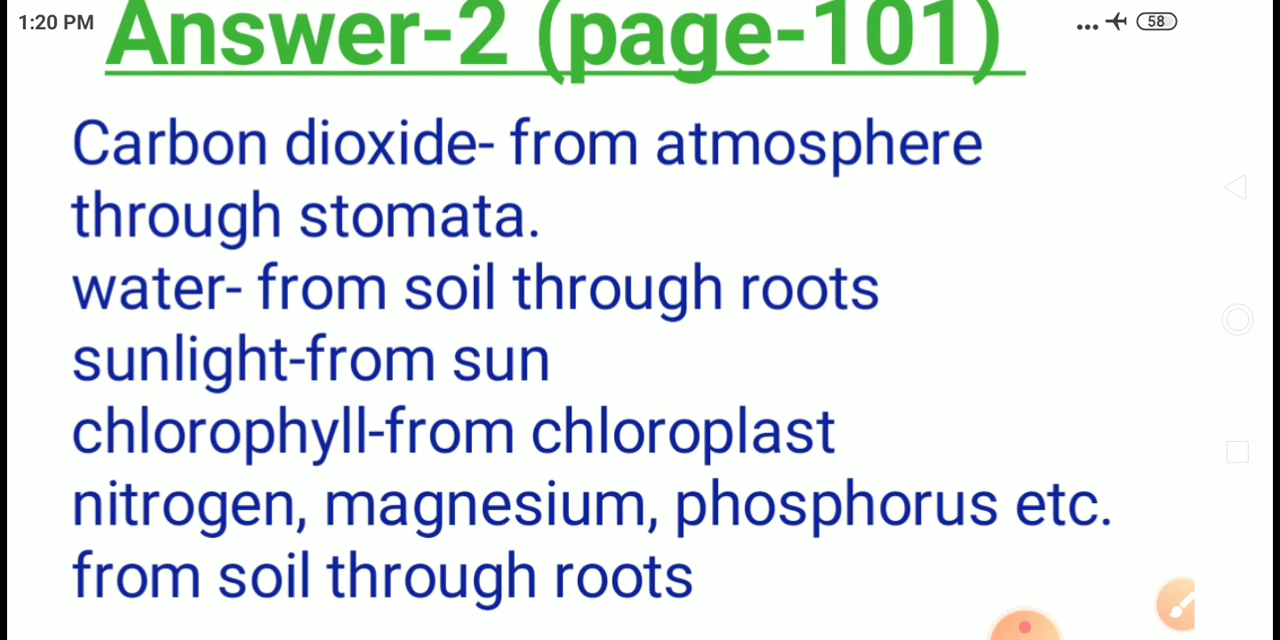 1:20 PM
58
Answer-2 (page-101)
Carbon dioxide- from atmosphere
through stomata.
water- from soil through roots
sunlight-from sun
chlorophyll-from chloroplast
nitrogen, magnesium, phosphorus etc.
from soil through roots